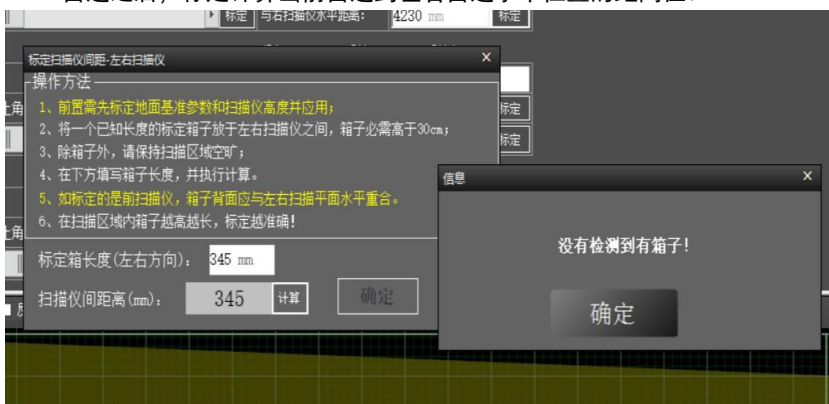 标定 与右扫描仪水平距离： 4230 mm 标定
标定扫描仪间距-左右扫描仪 X
操作方法
1、前置需先标定地面基准参数和扫描仪高度并应用；
2、将一个已知长度的标定箱子放于左右扫描仪之间，箱子必需高于30cm；
3、除箱子外，请保持扫描区域空旷；
4、在下方填写箱子长度，并执行计算。
5、如标定的是前扫描仪，箱子背面应与左右扫描平面水平重合。
6、在扫描区域内箱子越高越长，标定越准确！
标定箱长度(左右方向)： 345 mm
扫描仪间距离(mm)： 345 计算 确定
角
标定
标定
角
信息 X
没有检测到有箱子！
确定